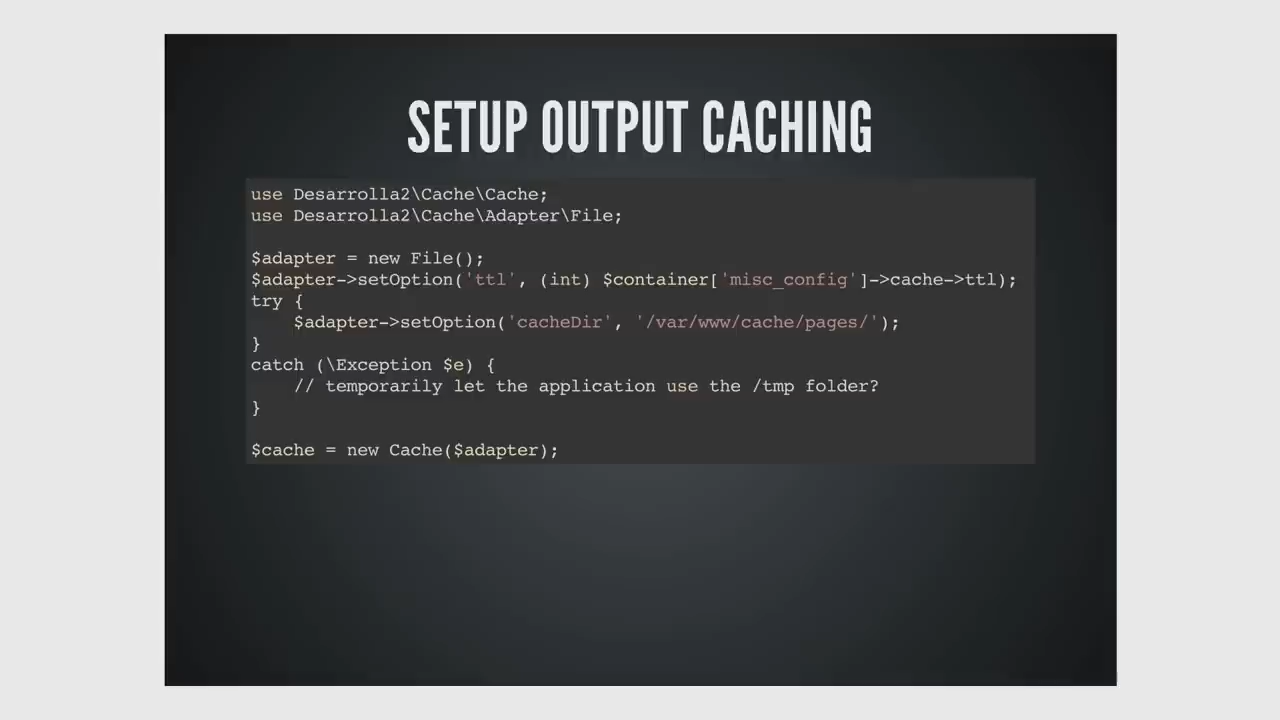 SETUP OUTPUT CACHING
use Desarrolla2\Cache\Cache;
use Desarrolla2\Cache\Adapter\File;
$adapter = new File();
$adapter->setOption('ttl', (int) $container['misc_config']->cache->ttl);
try {
    $adapter->setOption('cacheDir', '/var/www/cache/pages/');
}
catch (\Exception $e) {
    // temporarily let the application use the /tmp folder?
}
$cache = new Cache($adapter);